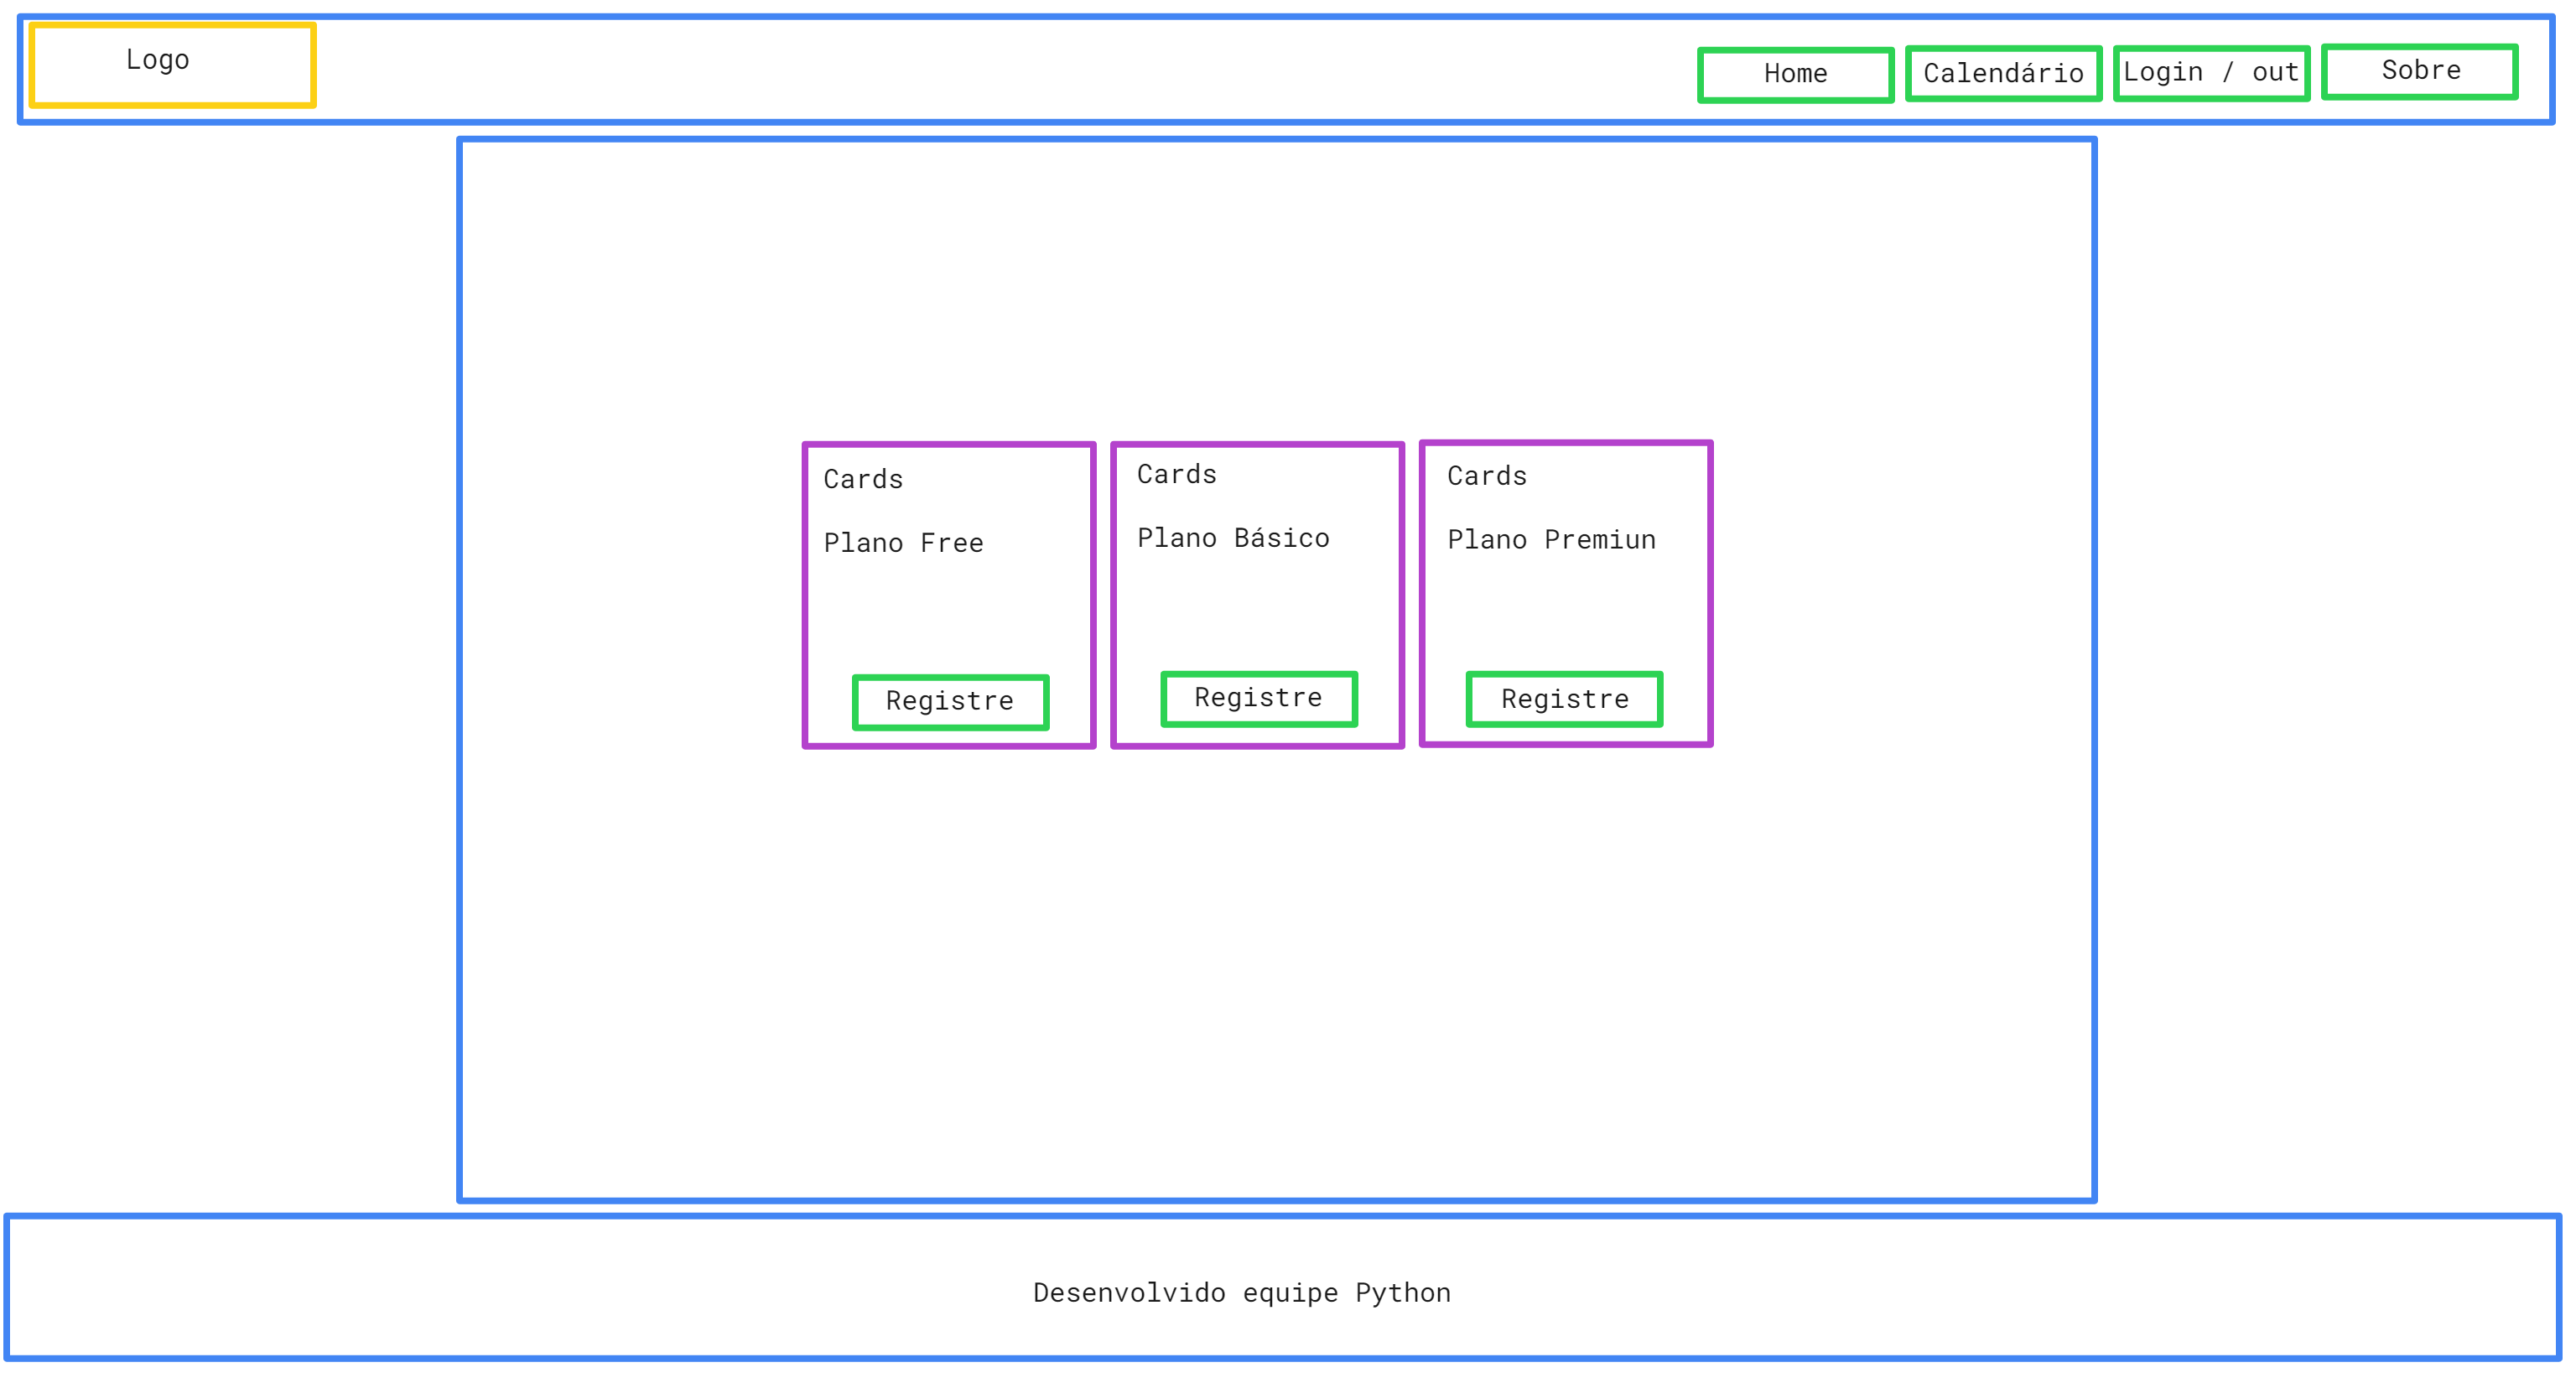 Logo
Home
Calendário
Login / out
Sobre
Cards
Plano Free
Registre
Cards
Plano Básico
Registre
Cards
Plano Premiun
Registre
Desenvolvido equipe Python